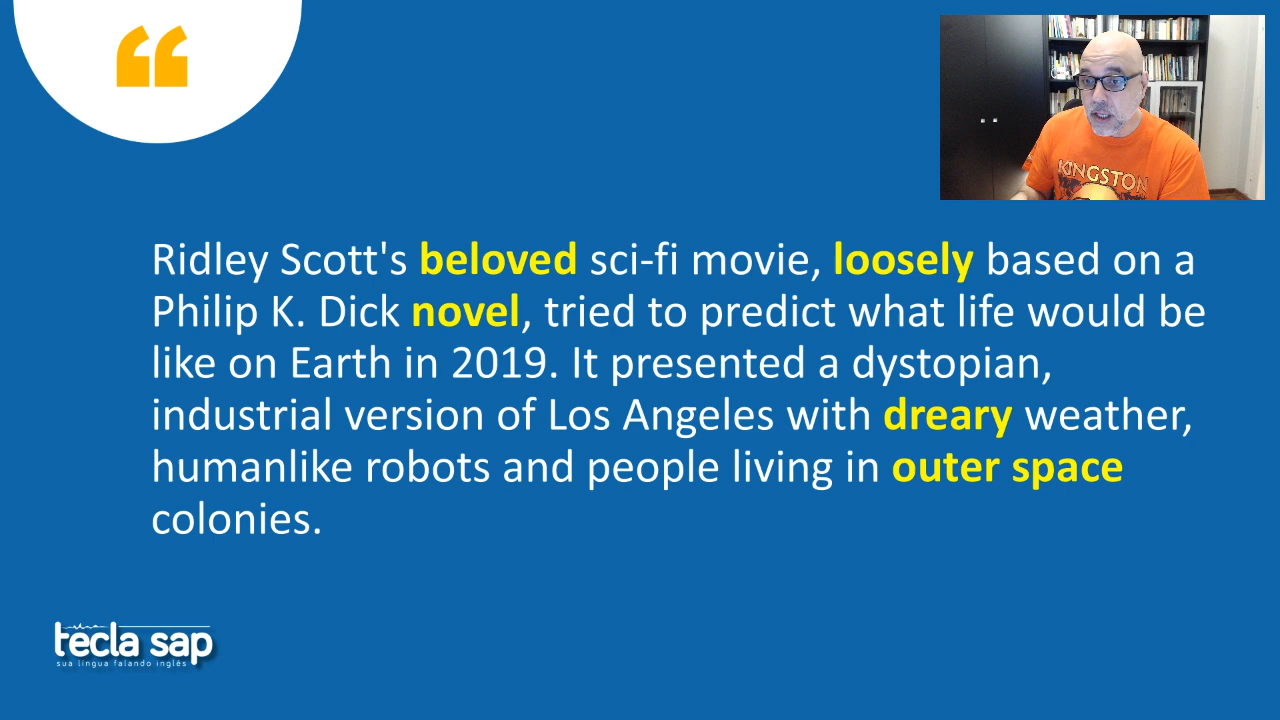 “
KINGSTON
Ridley Scott's beloved sci-fi movie, loosely based on a
Philip K. Dick novel, tried to predict what life would be
like on Earth in 2019. It presented a dystopian,
industrial version of Los Angeles with dreary weather,
humanlike robots and people living in outer space
colonies.
tecla sap
sua língua falando inglês